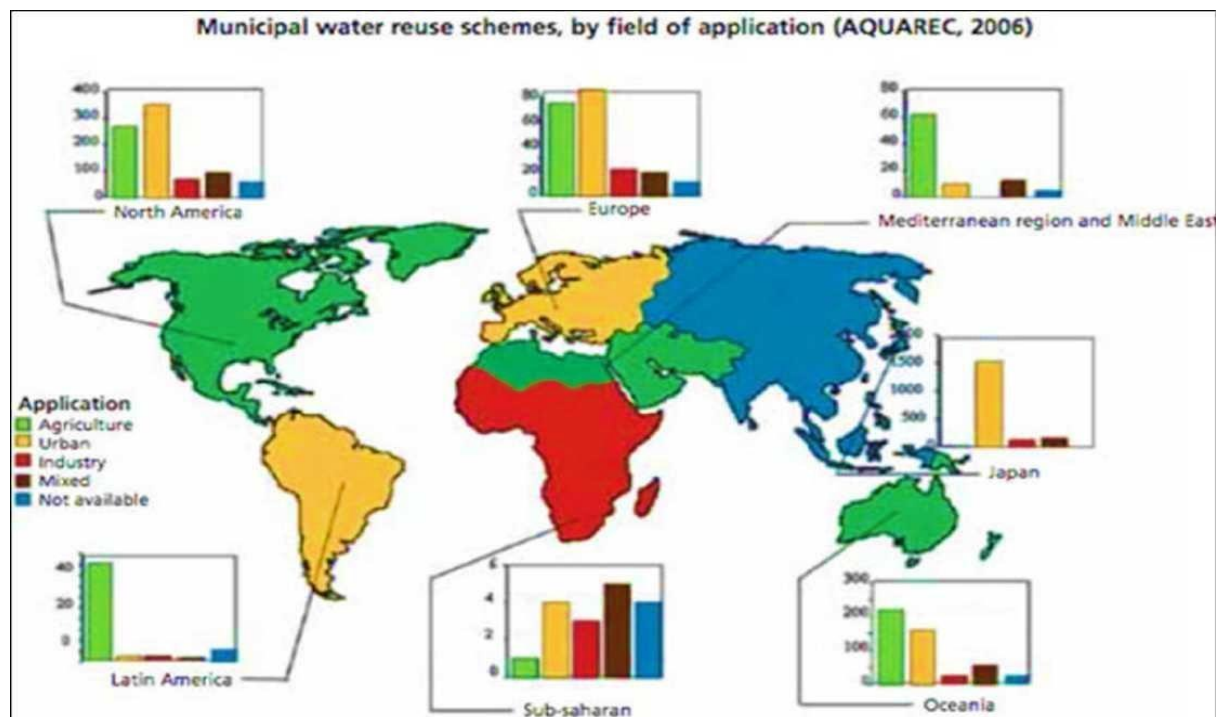 Municipal water reuse schemes, by field of application (AQUAREC, 2006)
400
300
200
100
0
North America
80
60
40
20
0
Europe
80
60
40
20
0
Mediterranean region and Middle East
1500
1000
500
Japan
Application
Agriculture
Urban
Industry
Mixed
Not available
40
20
0
Latin America
6
4
2
0
Sub-saharan
300
200
100
0
Oceania